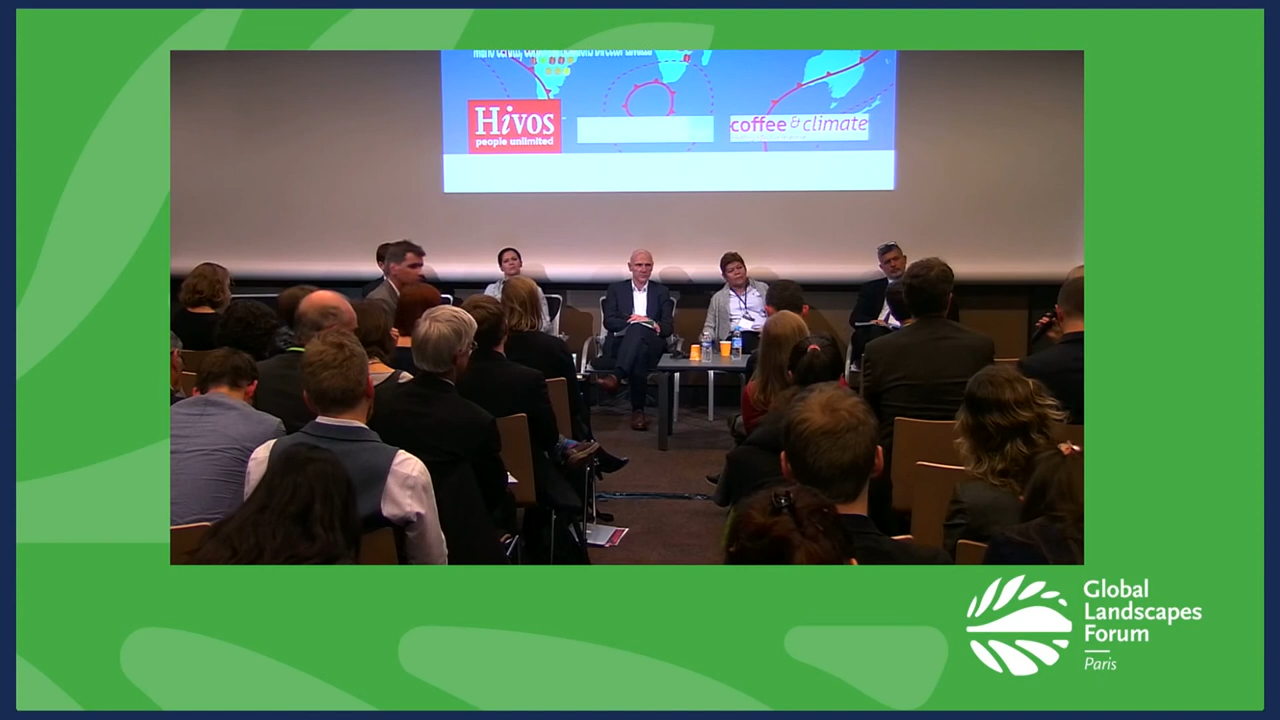 Hivos
people unlimited
coffee & climate
Global
Landscapes
Forum
Paris